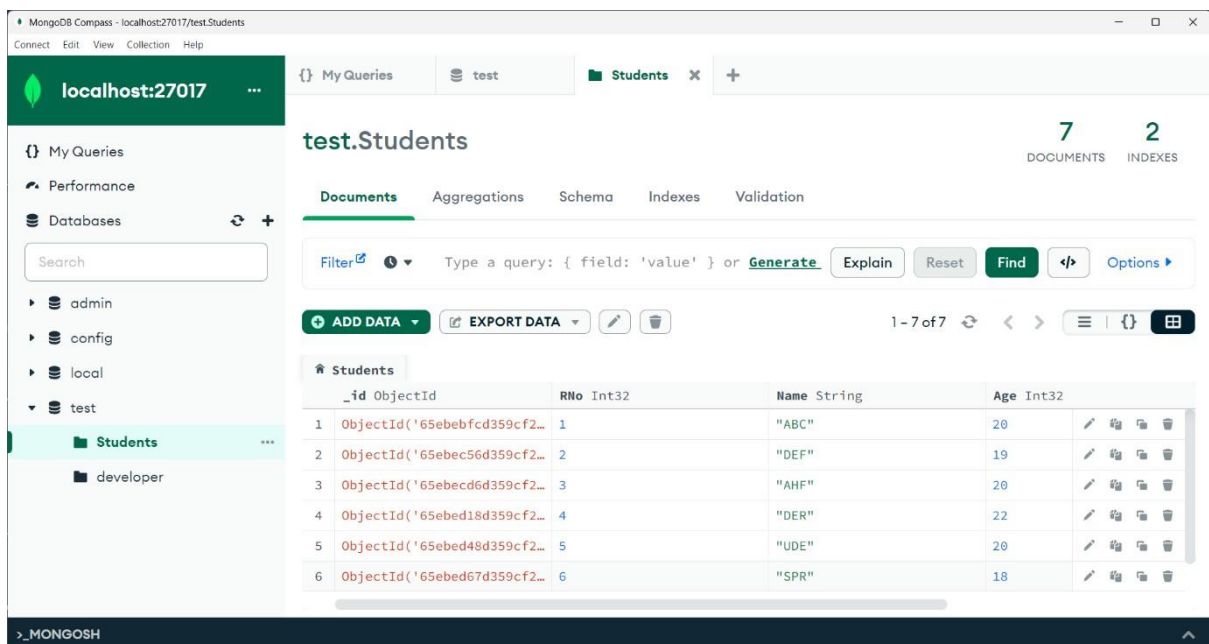 MongoDB Compass - localhost:27017/test.Students
Connect Edit View Collection Help
localhost:27017 ...
{} My Queries
Performance
Databases
Search
admin
config
local
test
Students ...
developer
{} My Queries test Students
test.Students
7 DOCUMENTS
2 INDEXES
Documents Aggregations Schema Indexes Validation
Filter Type a query: { field: 'value' } or Generate Explain Reset Find </> Options
ADD DATA EXPORT DATA 1 – 7 of 7 {}
Students
_id ObjectId RNo Int32 Name String Age Int32
1 ObjectId('65ebebfcd359cf2… 1 "ABC" 20
2 ObjectId('65ebec56d359cf2… 2 "DEF" 19
3 ObjectId('65ebecd6d359cf2… 3 "AHF" 20
4 ObjectId('65ebed18d359cf2… 4 "DER" 22
5 ObjectId('65ebed48d359cf2… 5 "UDE" 20
6 ObjectId('65ebed67d359cf2… 6 "SPR" 18
>_MONGOSH